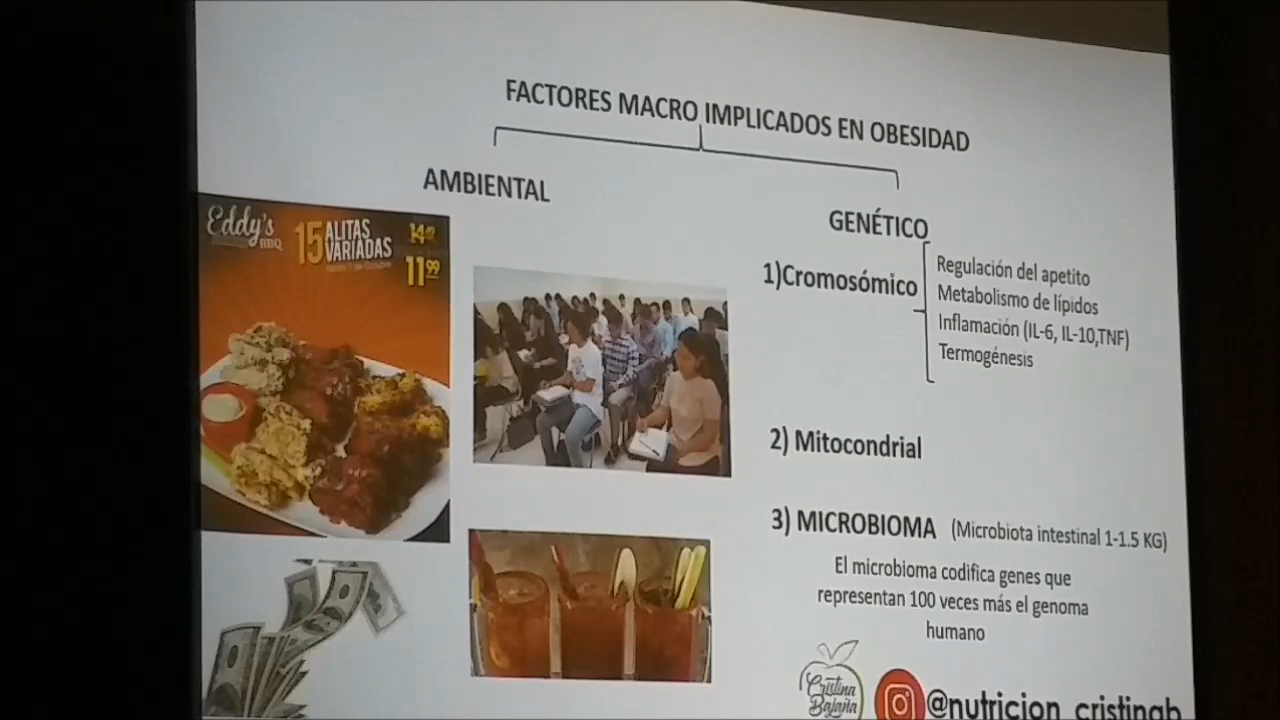 FACTORES MACRO IMPLICADOS EN OBESIDAD
AMBIENTAL
Eddy's
BBQ
15 ALITAS
VARIADAS
11.99
GENÉTICO
1)Cromosómico
Regulación del apetito
Metabolismo de lípidos
Inflamación (IL-6, IL-10,TNF)
Termogénesis
2) Mitocondrial
3) MICROBIOMA (Microbiota intestinal 1-1.5 KG)
El microbioma codifica genes que
representan 100 veces más el genoma
humano
Cristina
Bajaña
@nutricion_cristinab